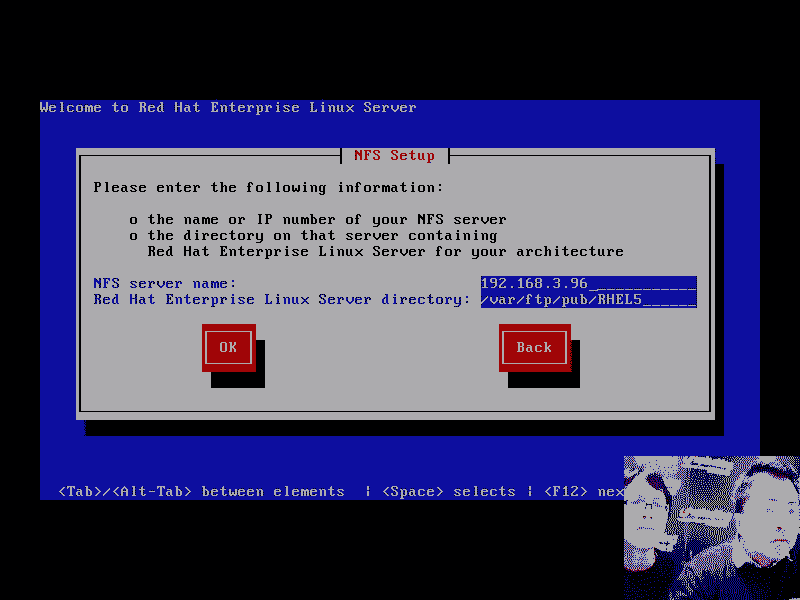 Welcome to Red Hat Enterprise Linux Server
NFS Setup
Please enter the following information:
o the name or IP number of your NFS server
o the directory on that server containing
Red Hat Enterprise Linux Server for your architecture
NFS server name: 192.168.3.96___________
Red Hat Enterprise Linux Server directory: /var/ftp/pub/RHEL5______
OK Back
<Tab>/<Alt-Tab> between elements | <Space> selects | <F12> nex